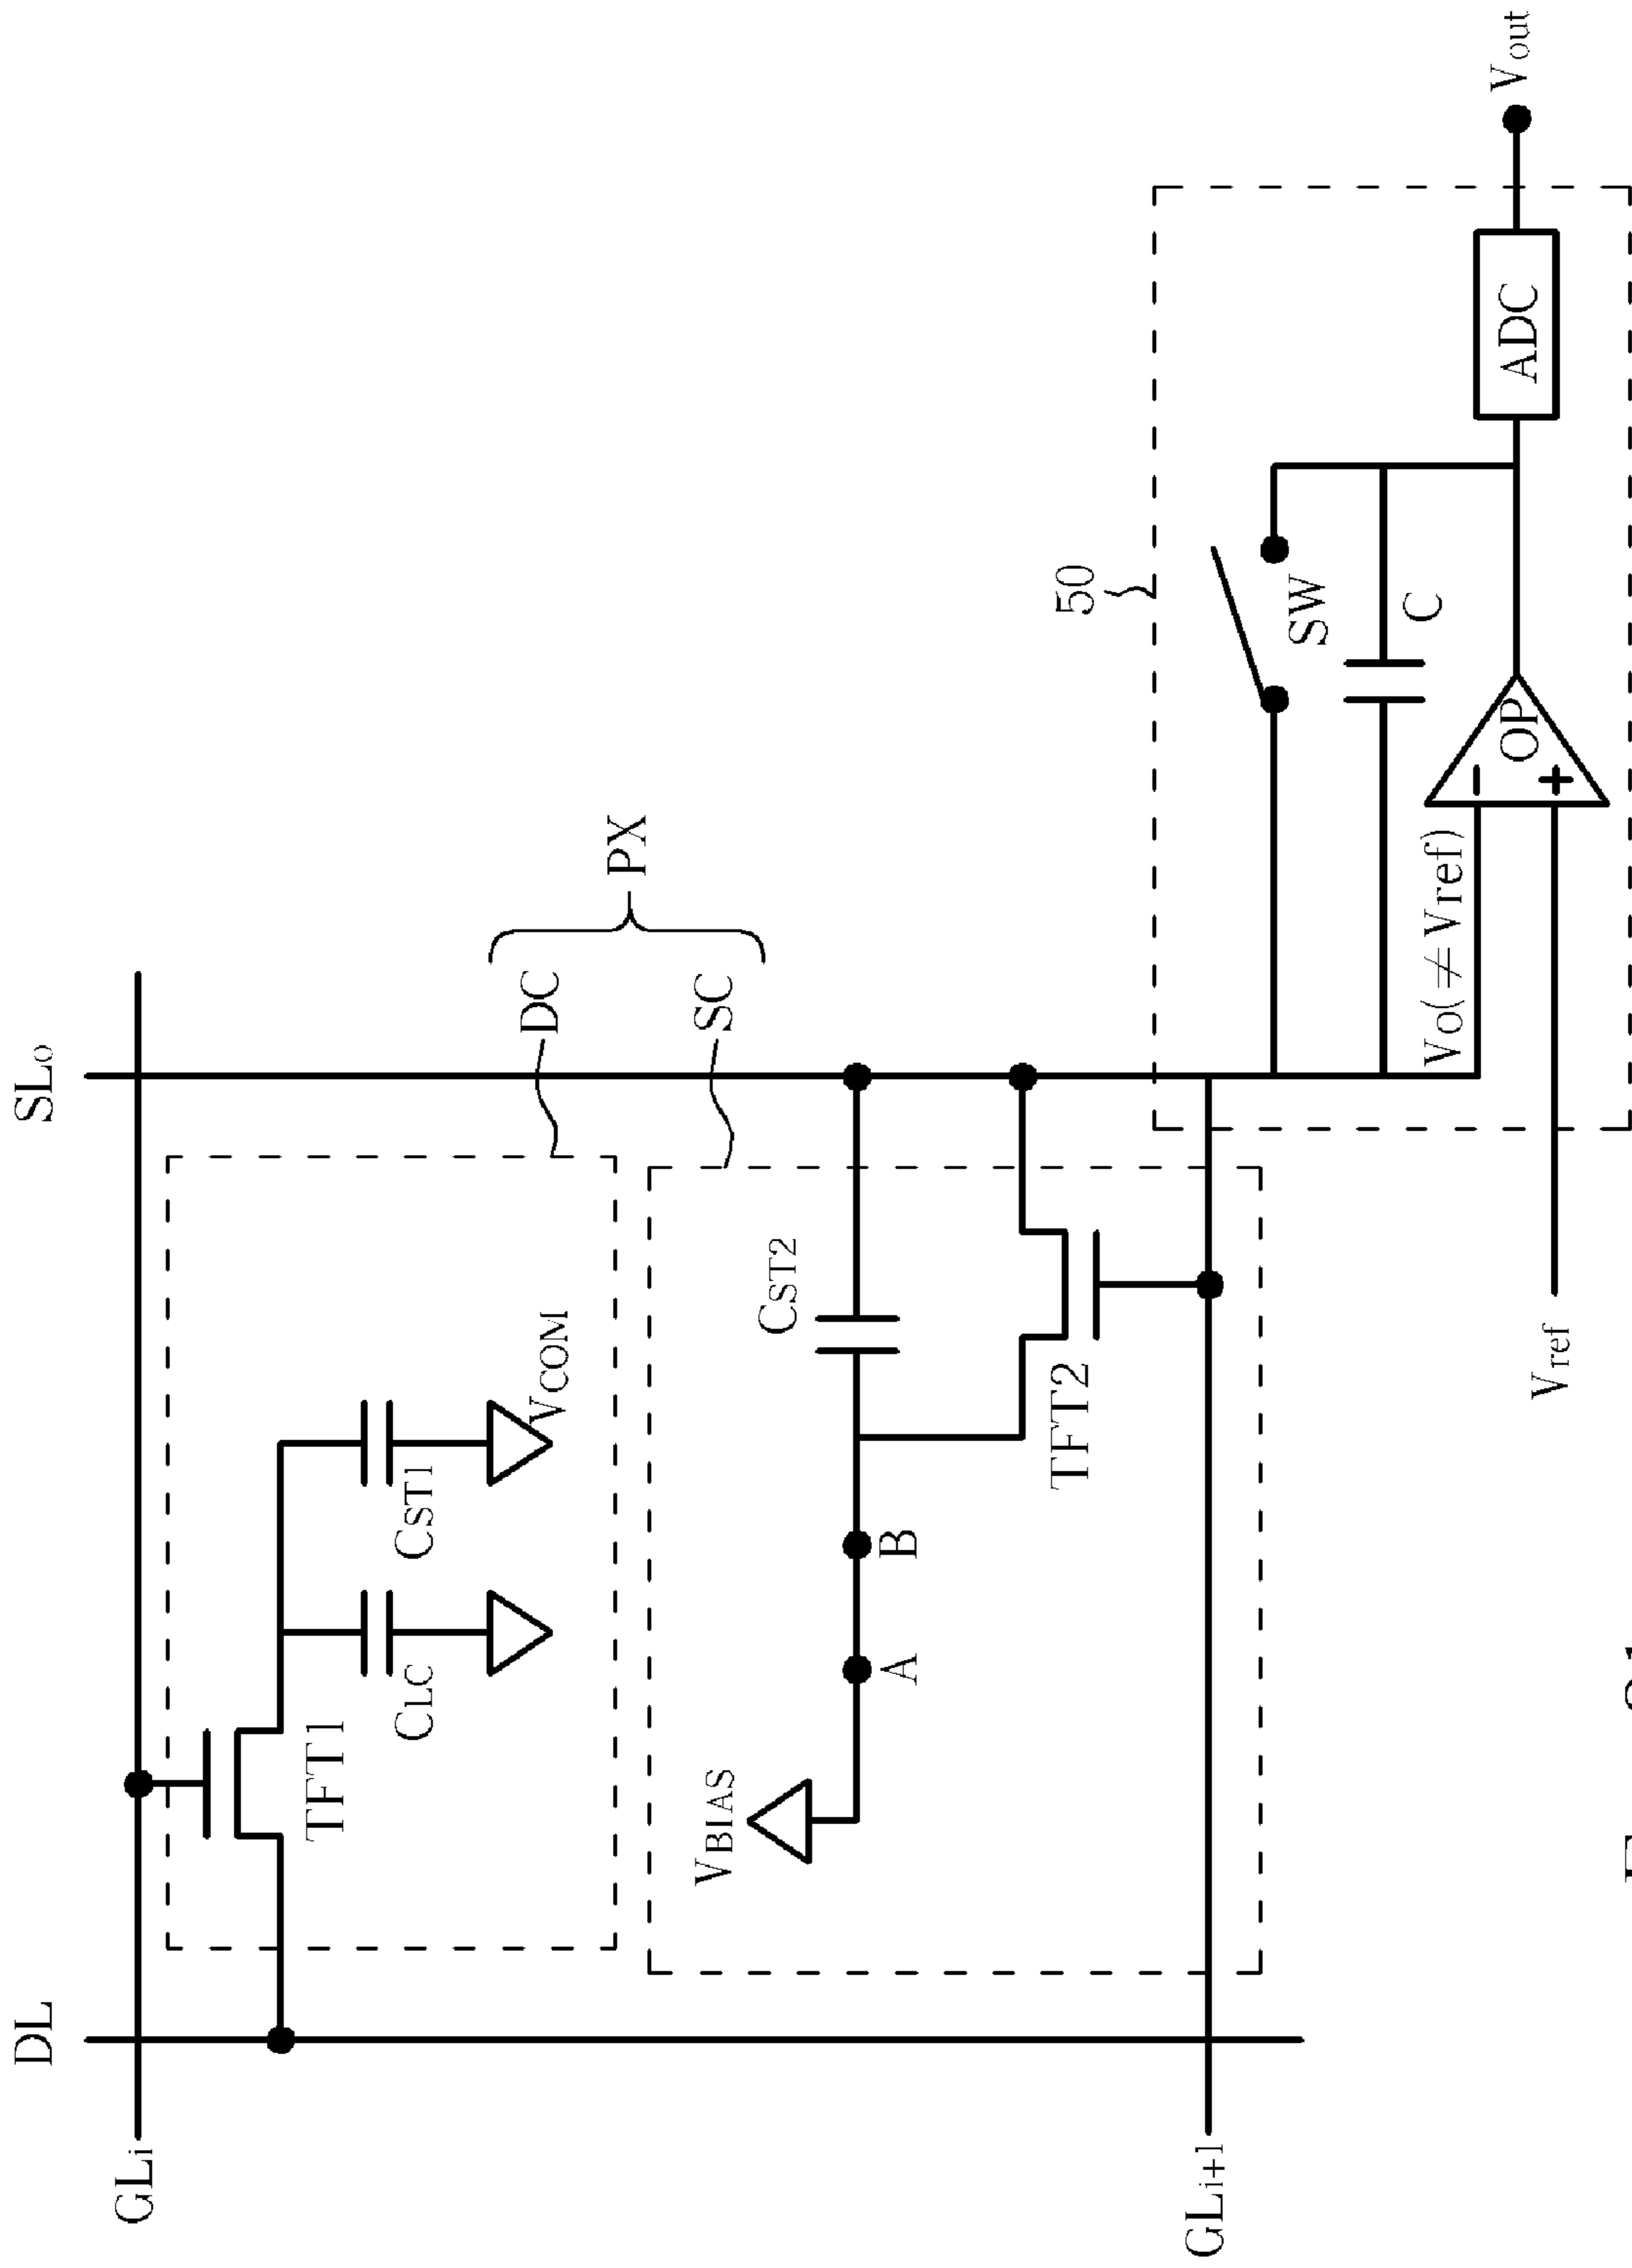 DL
SLO
GLi
TFT1
CLC
CST1
VCOM
DC
SC
PX
VBIAS
A
B
CST2
TFT2
GLi+1
50
SW
C
Vo(≠Vref)
OP
−
+
Vref
ADC
Vout